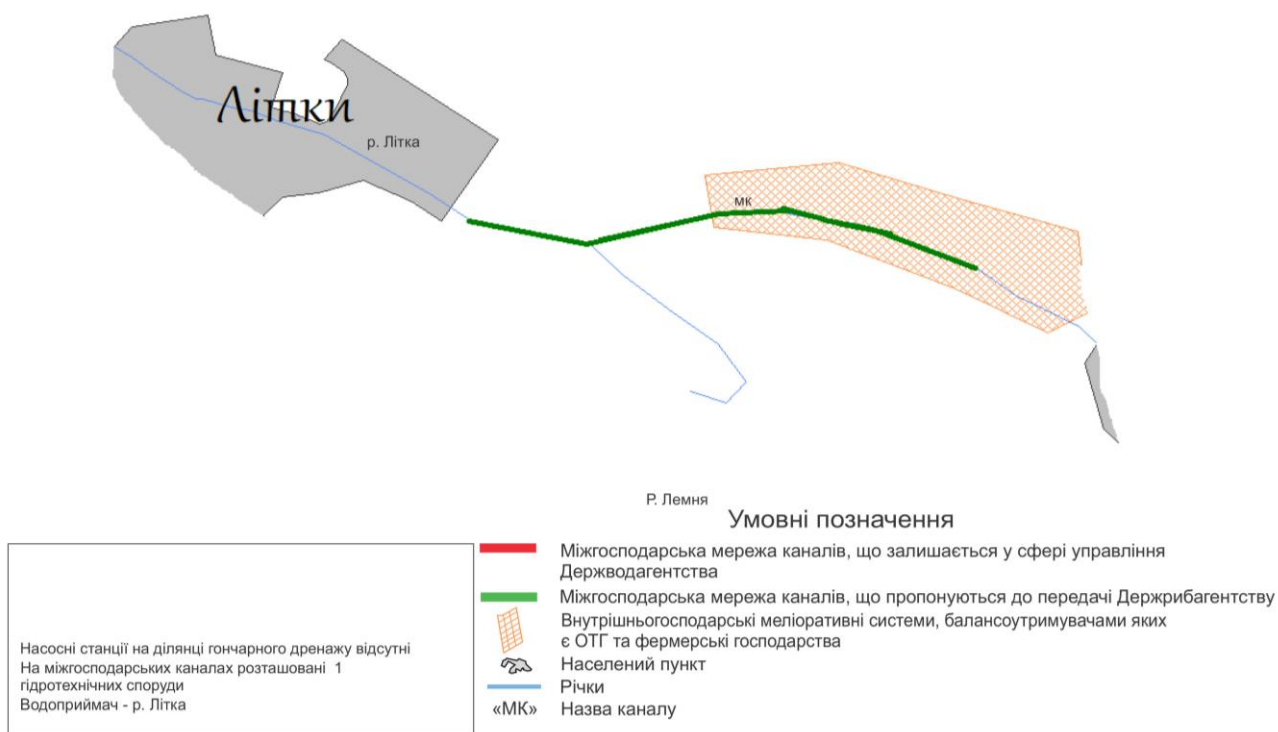 Літки
р. Літка
мк
Р. Лемня
Умовні позначення
Міжгосподарська мережа каналів, що залишається у сфері управління
Держводагентства
Міжгосподарська мережа каналів, що пропонуються до передачі Держрибагентству
Внутрішньогосподарські меліоративні системи, балансоутримувачами яких
є ОТГ та фермерські господарства
Населений пункт
Річки
«МК» Назва каналу
Насосні станції на ділянці гончарного дренажу відсутні
На міжгосподарських каналах розташовані 1
гідротехнічних споруди
Водоприймач - р. Літка